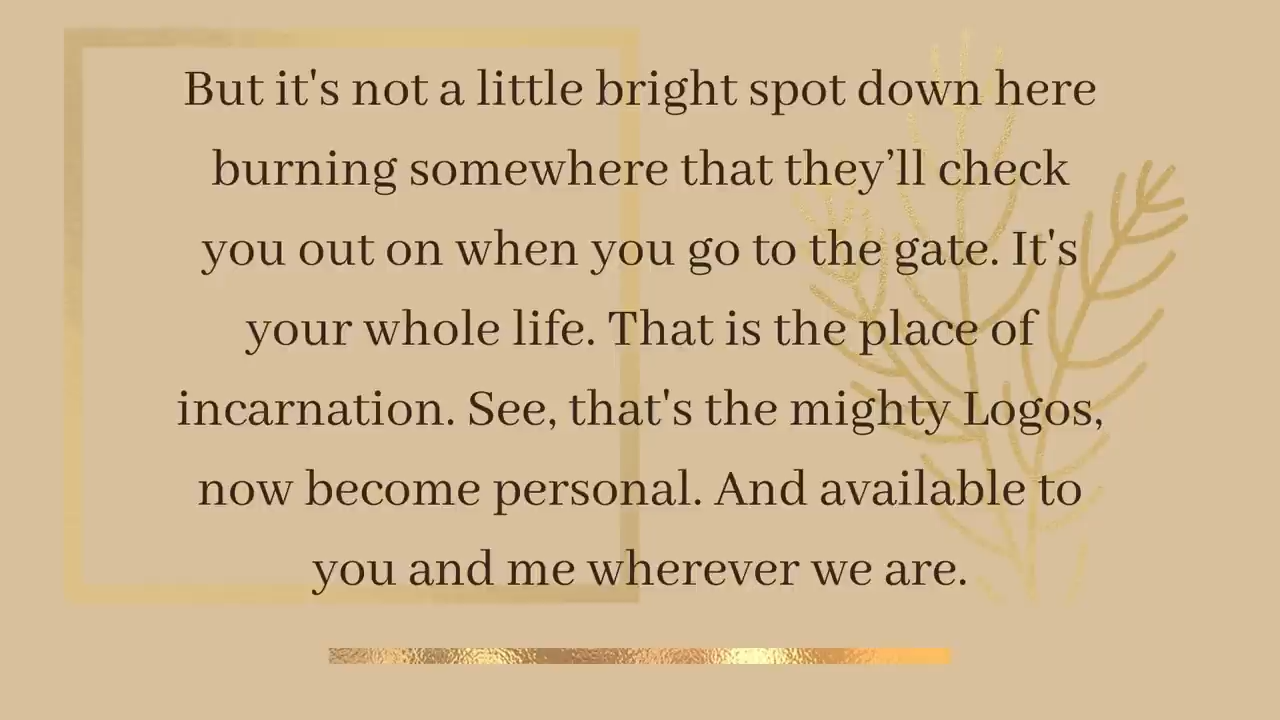 But it's not a little bright spot down here
burning somewhere that they’ll check
you out on when you go to the gate. It's
your whole life. That is the place of
incarnation. See, that's the mighty Logos,
now become personal. And available to
you and me wherever we are.